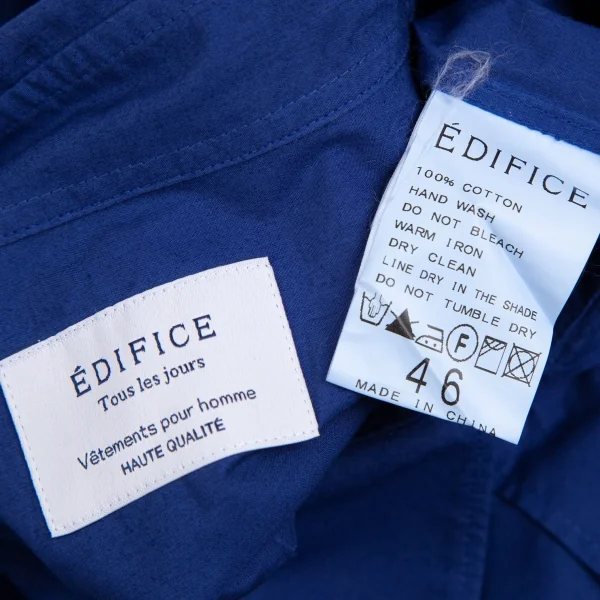 ÉDIFICE
Tous les jours
Vêtements pour homme
HAUTE QUALITÉ
ÉDIFICE
100% COTTON
HAND WASH
DO NOT BLEACH
WARM IRON
DRY CLEAN
LINE DRY IN THE SHADE
DO NOT TUMBLE DRY
F
46
MADE IN CHINA